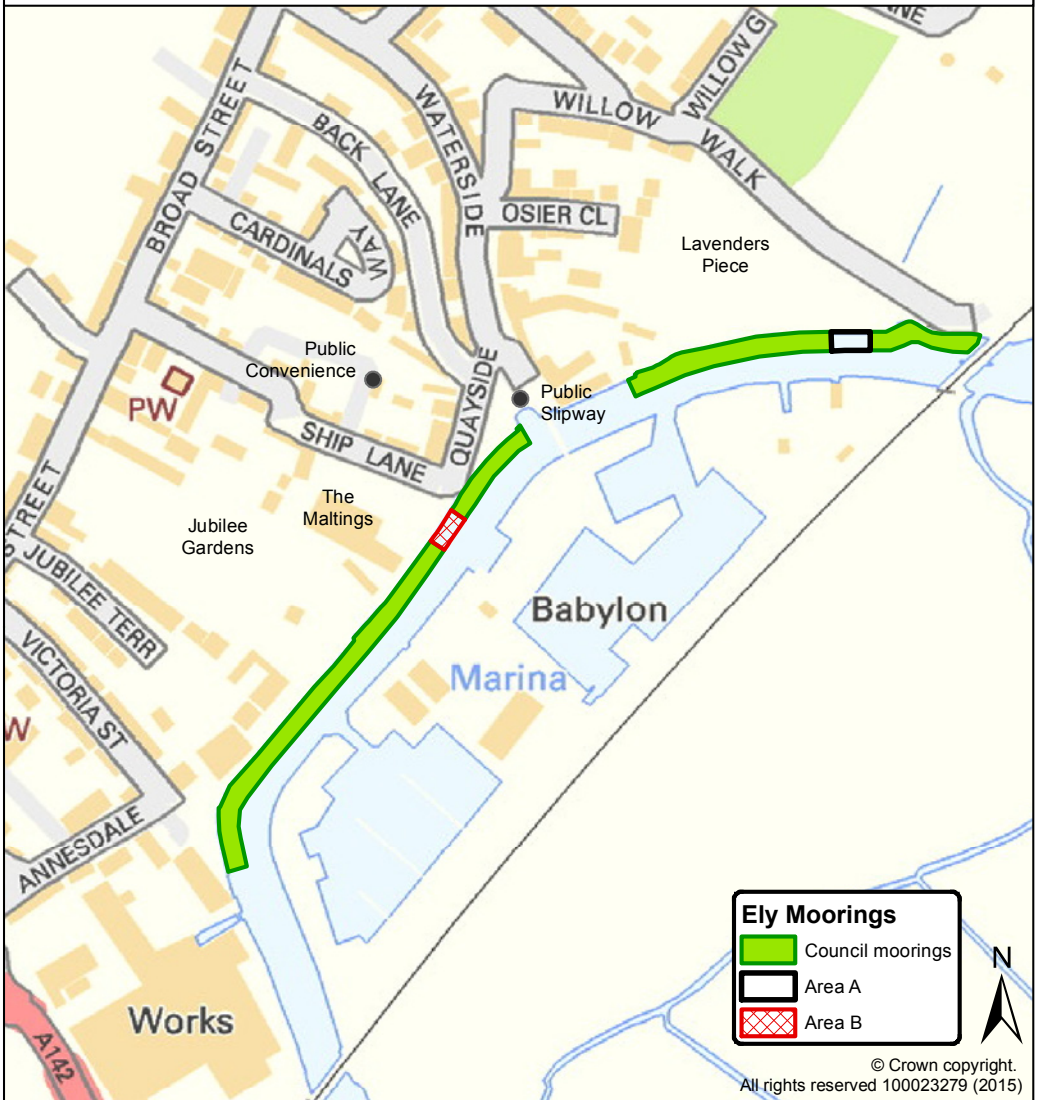 ANE
WILLOW G
WILLOW
WALK
WATERSIDE
BACK
LANE
BROAD STREET
OSIER CL
CARDINALS
WAY
Lavenders
Piece
Public
Convenience
Public
Slipway
PW
QUAYSIDE
SHIP LANE
The
Maltings
Jubilee
Gardens
STREET
JUBILEE TERR
Babylon
VICTORIA ST
Marina
W
ANNESDALE
Works
A142
Ely Moorings
Council moorings
Area A
Area B
N
© Crown copyright.
All rights reserved 100023279 (2015)